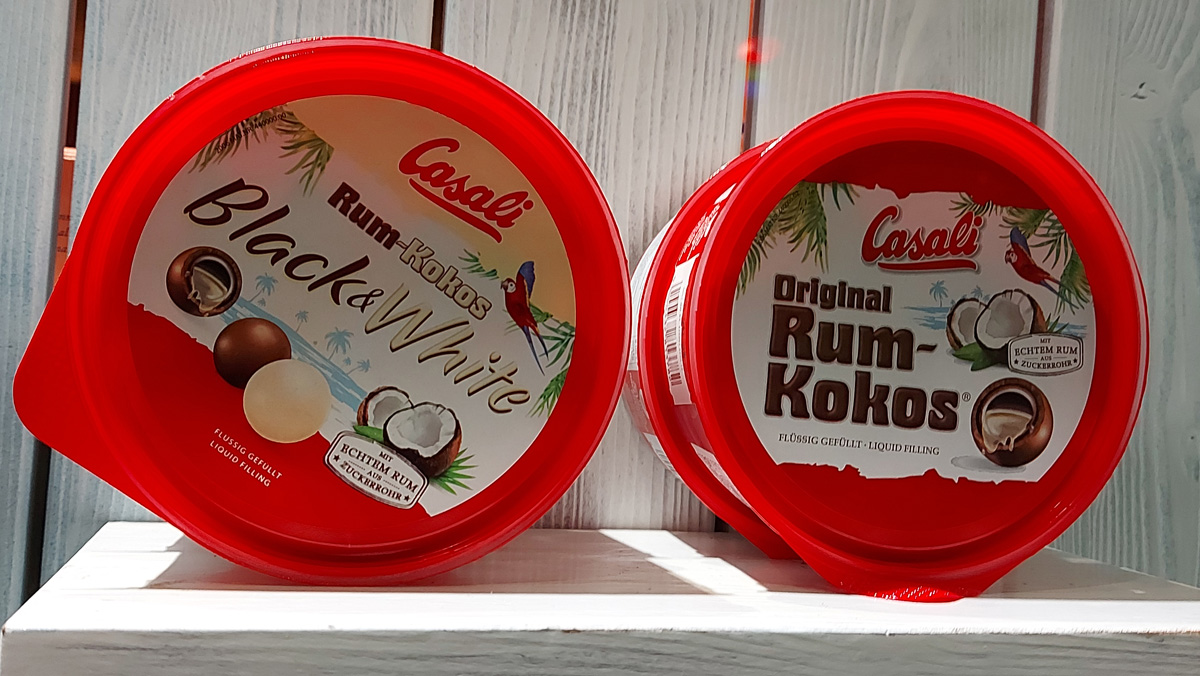 Casali
Rum-Kokos
Black & White
FLÜSSIG GEFÜLLT
LIQUID FILLING
MIT
ECHTEM RUM
AUS
ZUCKERROHR
Casali
Original
Rum-
Kokos®
FLÜSSIG GEFÜLLT · LIQUID FILLING
MIT
ECHTEM RUM
AUS
ZUCKERROHR